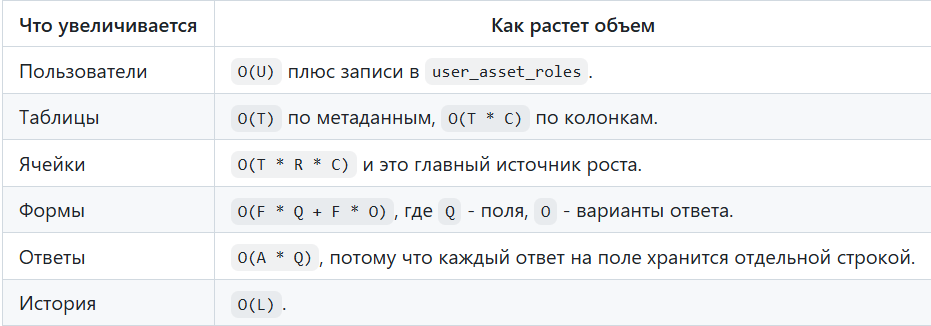 Что увеличивается Как растет объем
Пользователи O(U) плюс записи в user_asset_roles.
Таблицы O(T) по метаданным, O(T * C) по колонкам.
Ячейки O(T * R * C) и это главный источник роста.
Формы O(F * Q + F * O), где Q - поля, O - варианты ответа.
Ответы O(A * Q), потому что каждый ответ на поле хранится отдельной строкой.
История O(L).